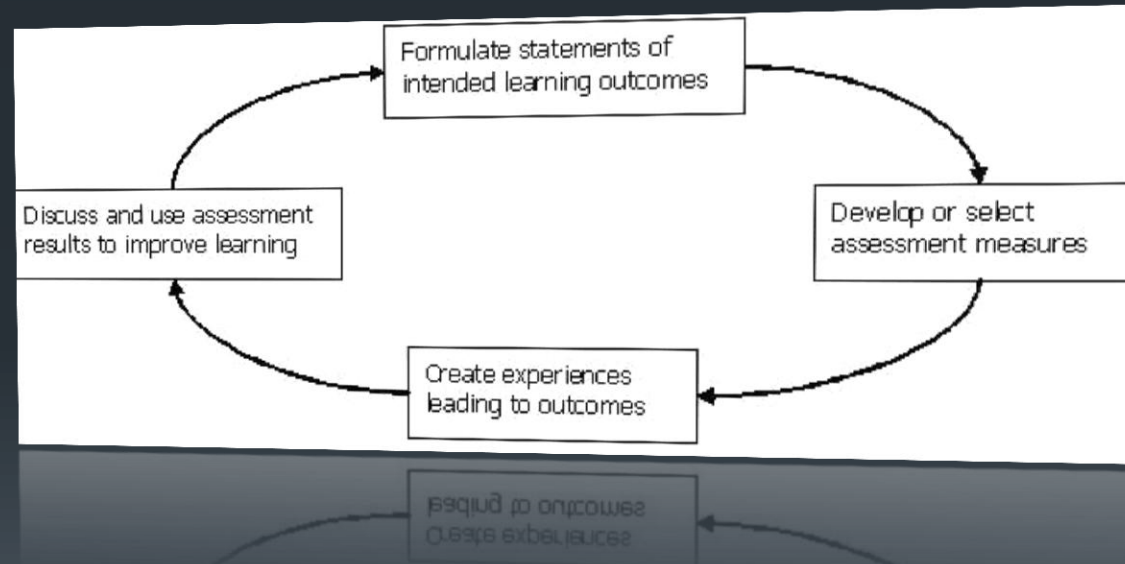 Formulate statements of
intended learning outcomes
Develop or select
assessment measures
Create experiences
leading to outcomes
Discuss and use assessment
results to improve learning